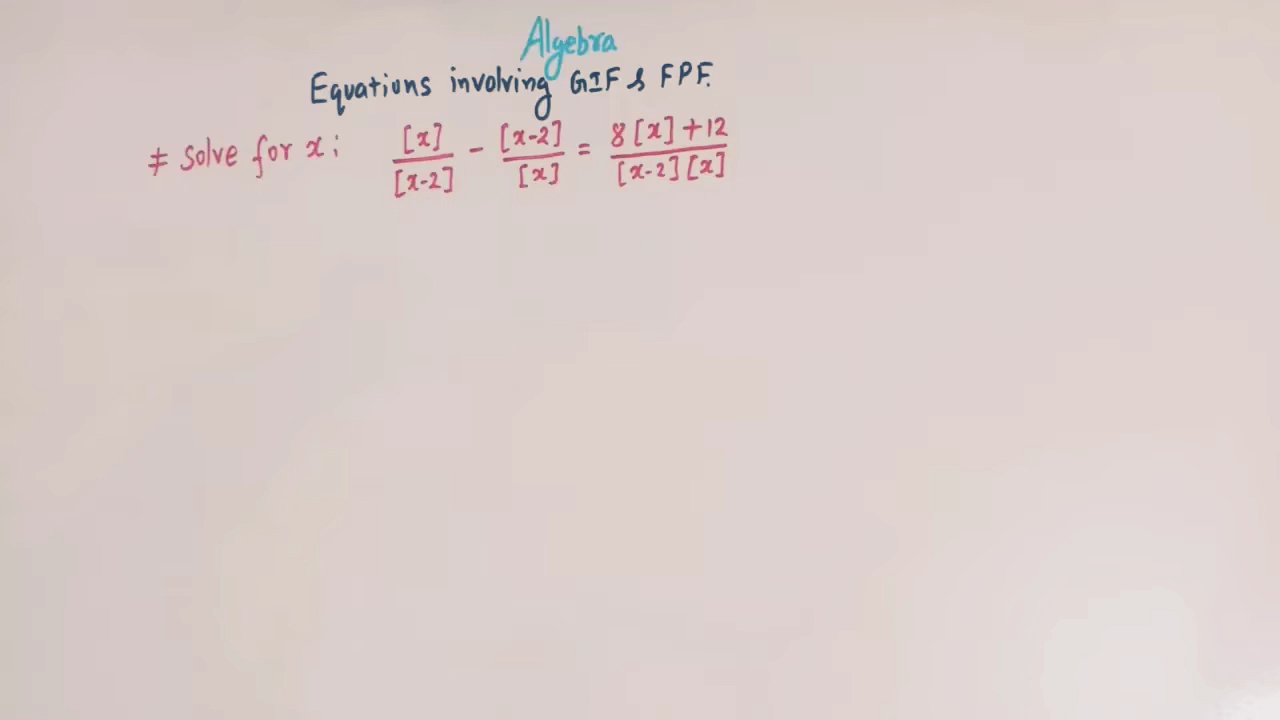 Algebra
Equations involving GIF & FPF.
≠ Solve for x: [x]/[x-2] - [x-2]/[x] = 8[x]+12/[x-2][x]